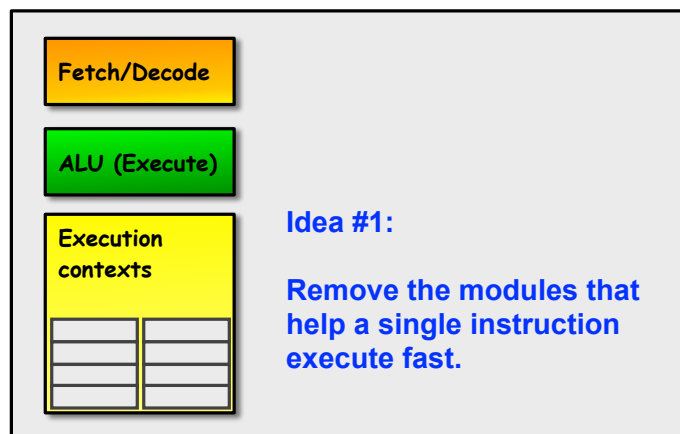 Fetch/Decode
ALU (Execute)
Execution
contexts
Idea #1:
Remove the modules that
help a single instruction
execute fast.